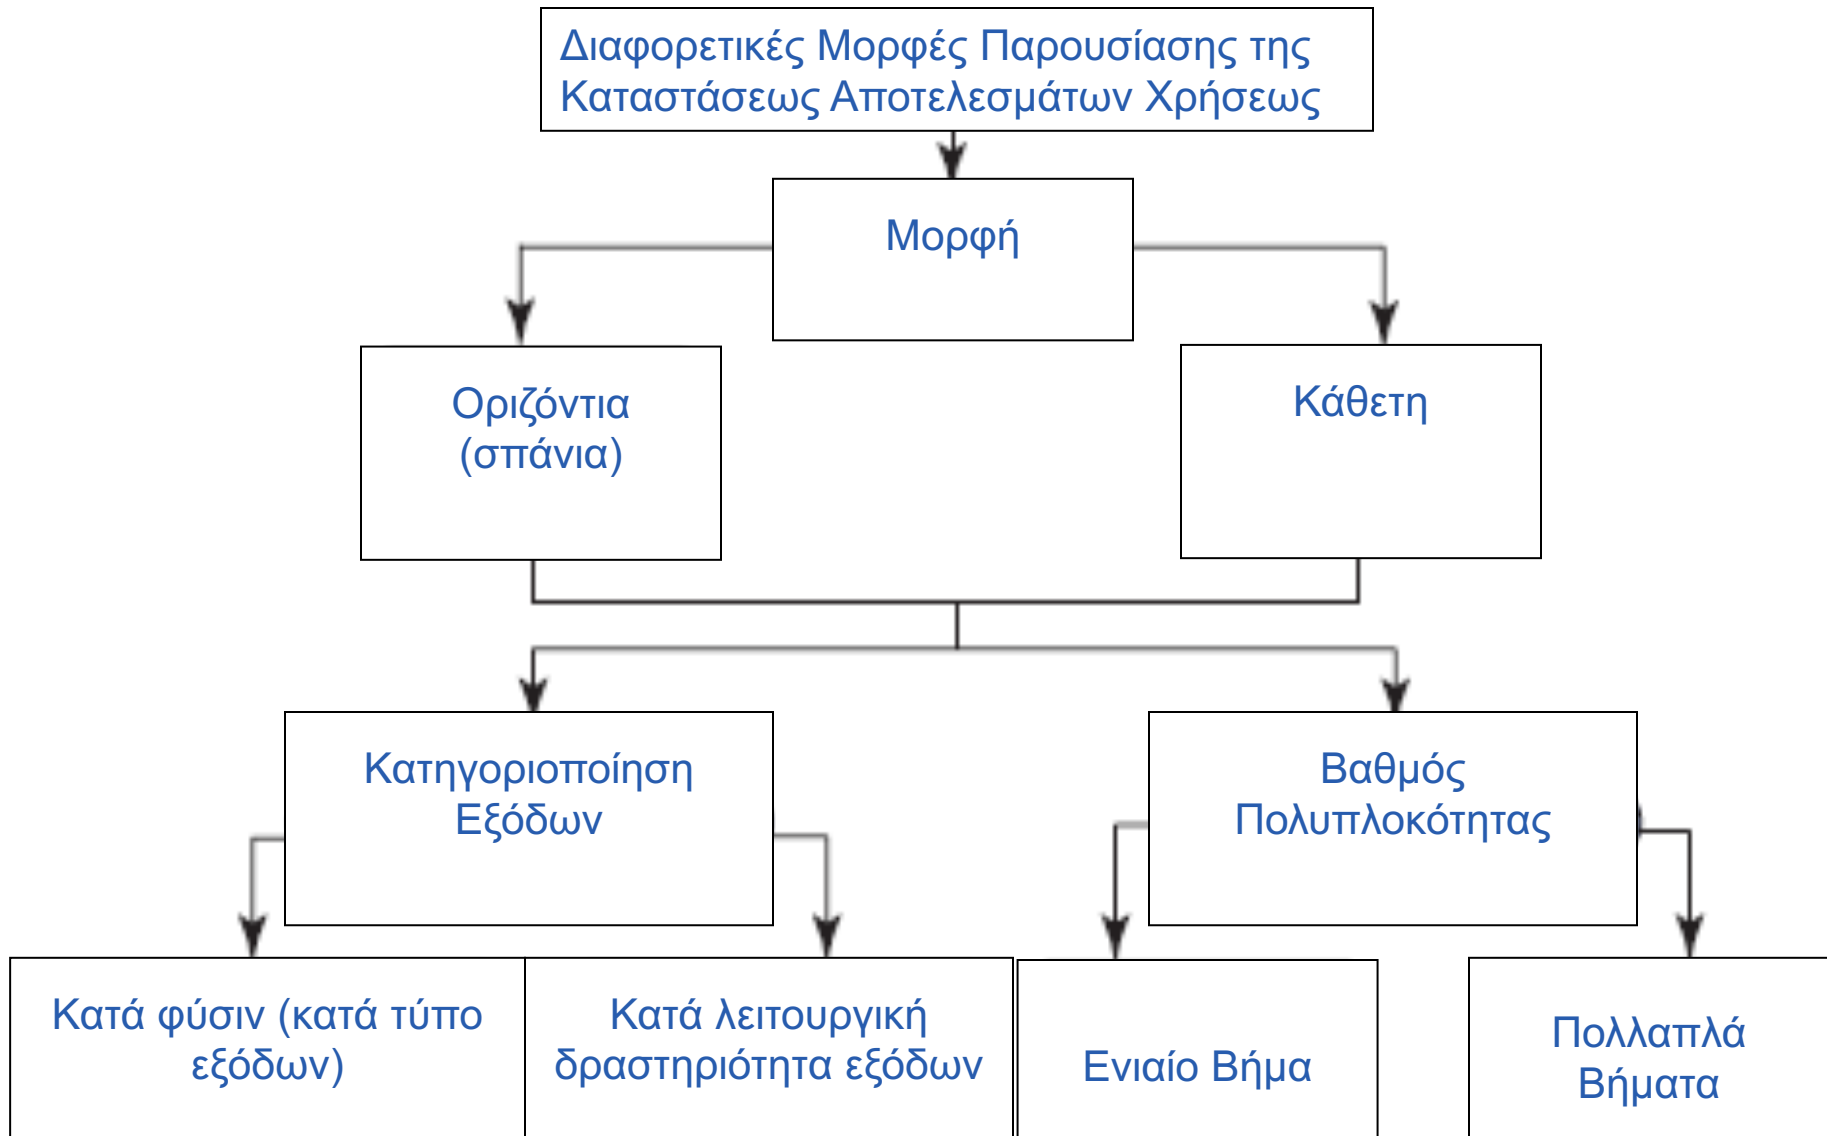 Διαφορετικές Μορφές Παρουσίασης της
Καταστάσεως Αποτελεσμάτων Χρήσεως
Μορφή
Οριζόντια
(σπάνια)
Κάθετη
Κατηγοριοποίηση
Εξόδων
Βαθμός
Πολυπλοκότητας
Κατά φύσιν (κατά τύπο
εξόδων)
Κατά λειτουργική
δραστηριότητα εξόδων
Ενιαίο Βήμα
Πολλαπλά
Βήματα